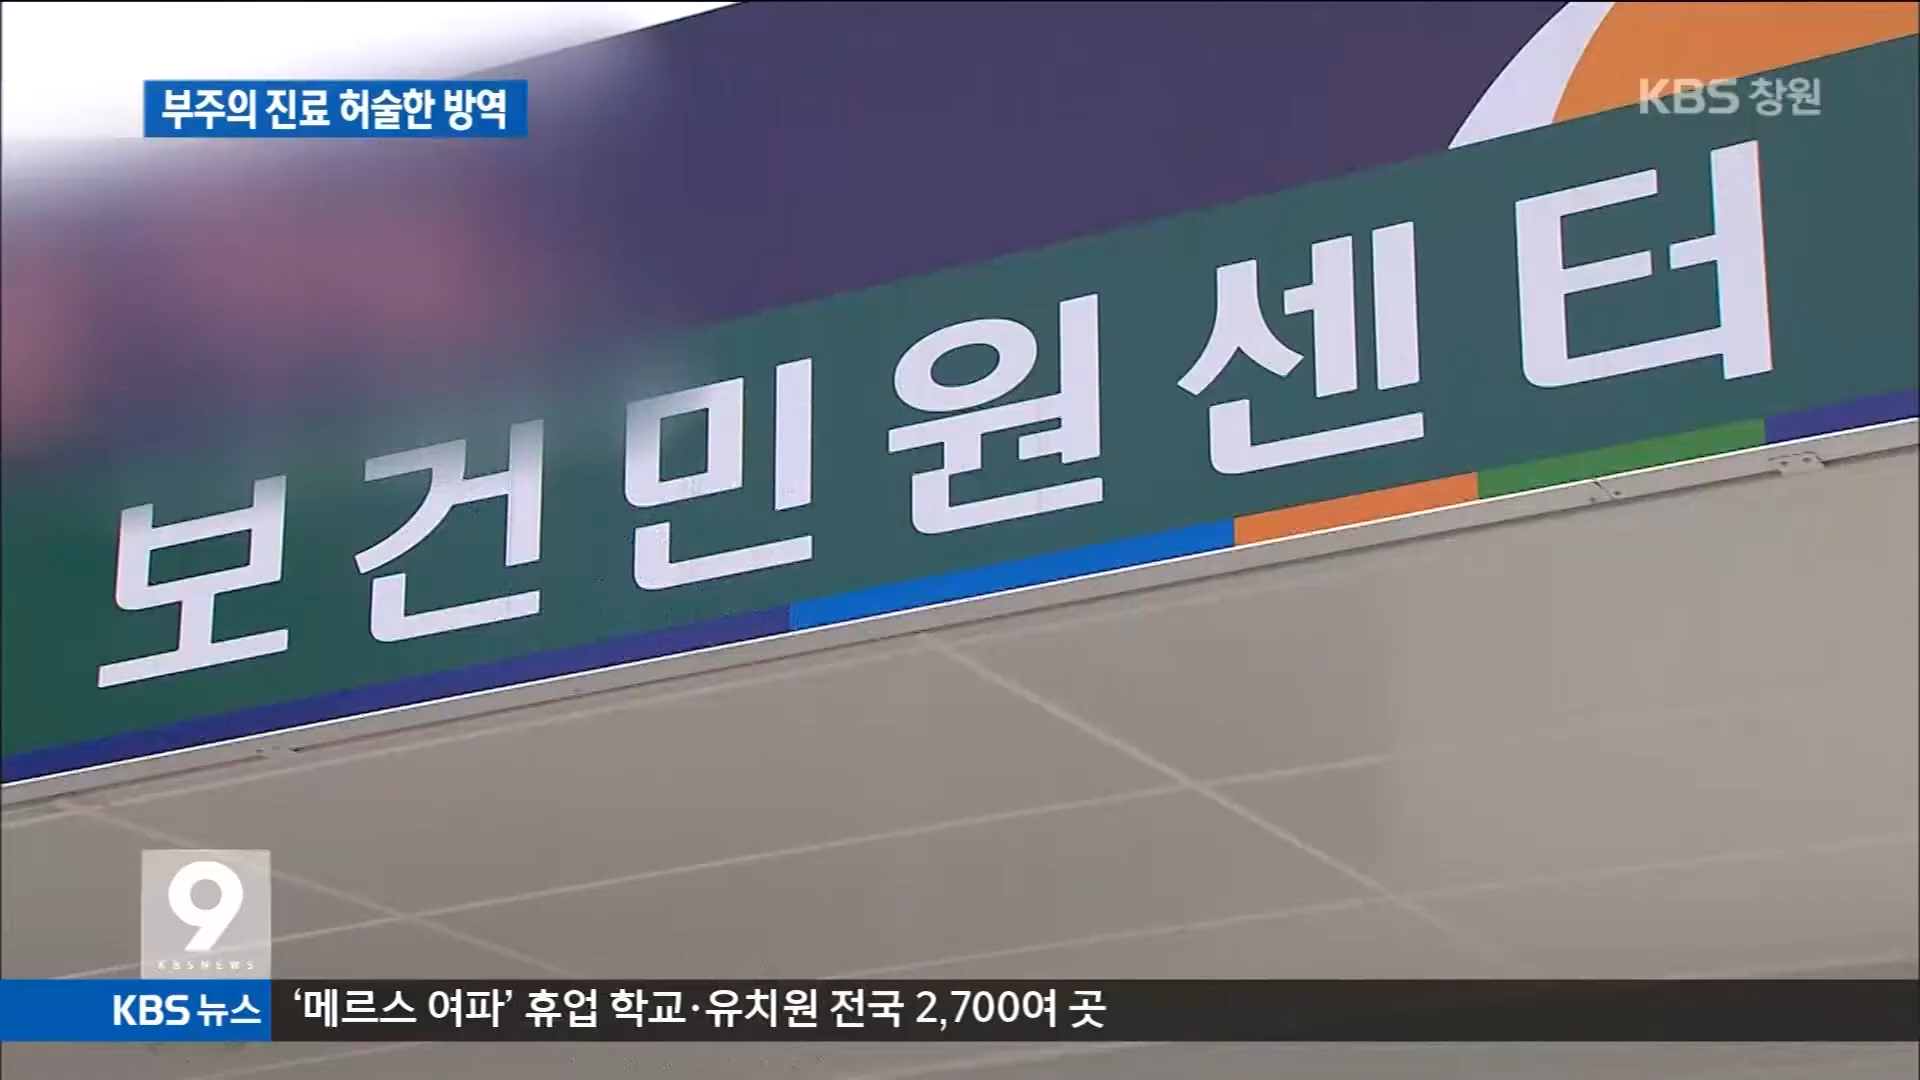 부주의 진료 허술한 방역
KBS 창원
보건민원센터
9
KBS NEWS
KBS 뉴스
‘메르스 여파’ 휴업 학교·유치원 전국 2,700여 곳